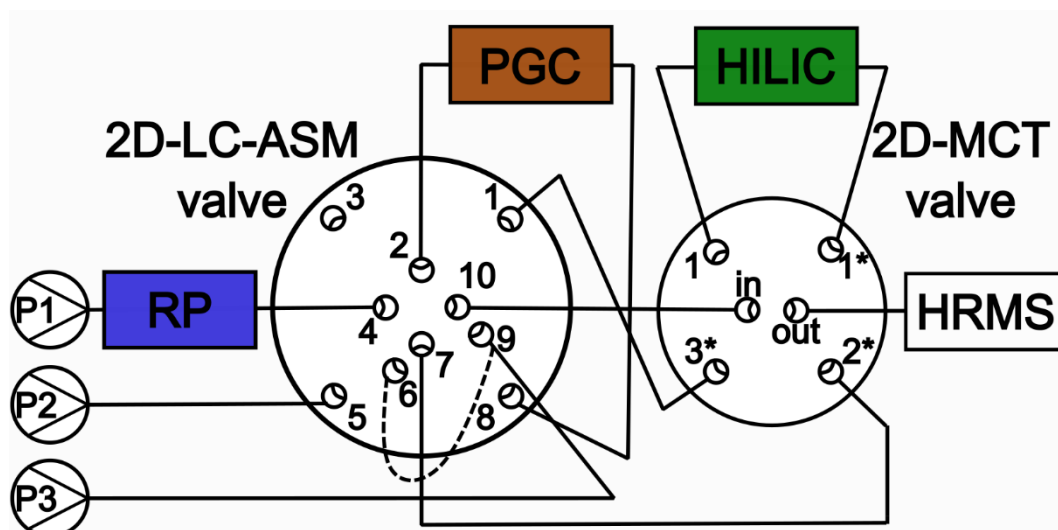 PGC
HILIC
2D-LC-ASM
valve
2D-MCT
valve
3
1
2
10
1
1*
P1
RP
4
in
out
HRMS
9
7
3*
2*
6
P2
5
8
P3